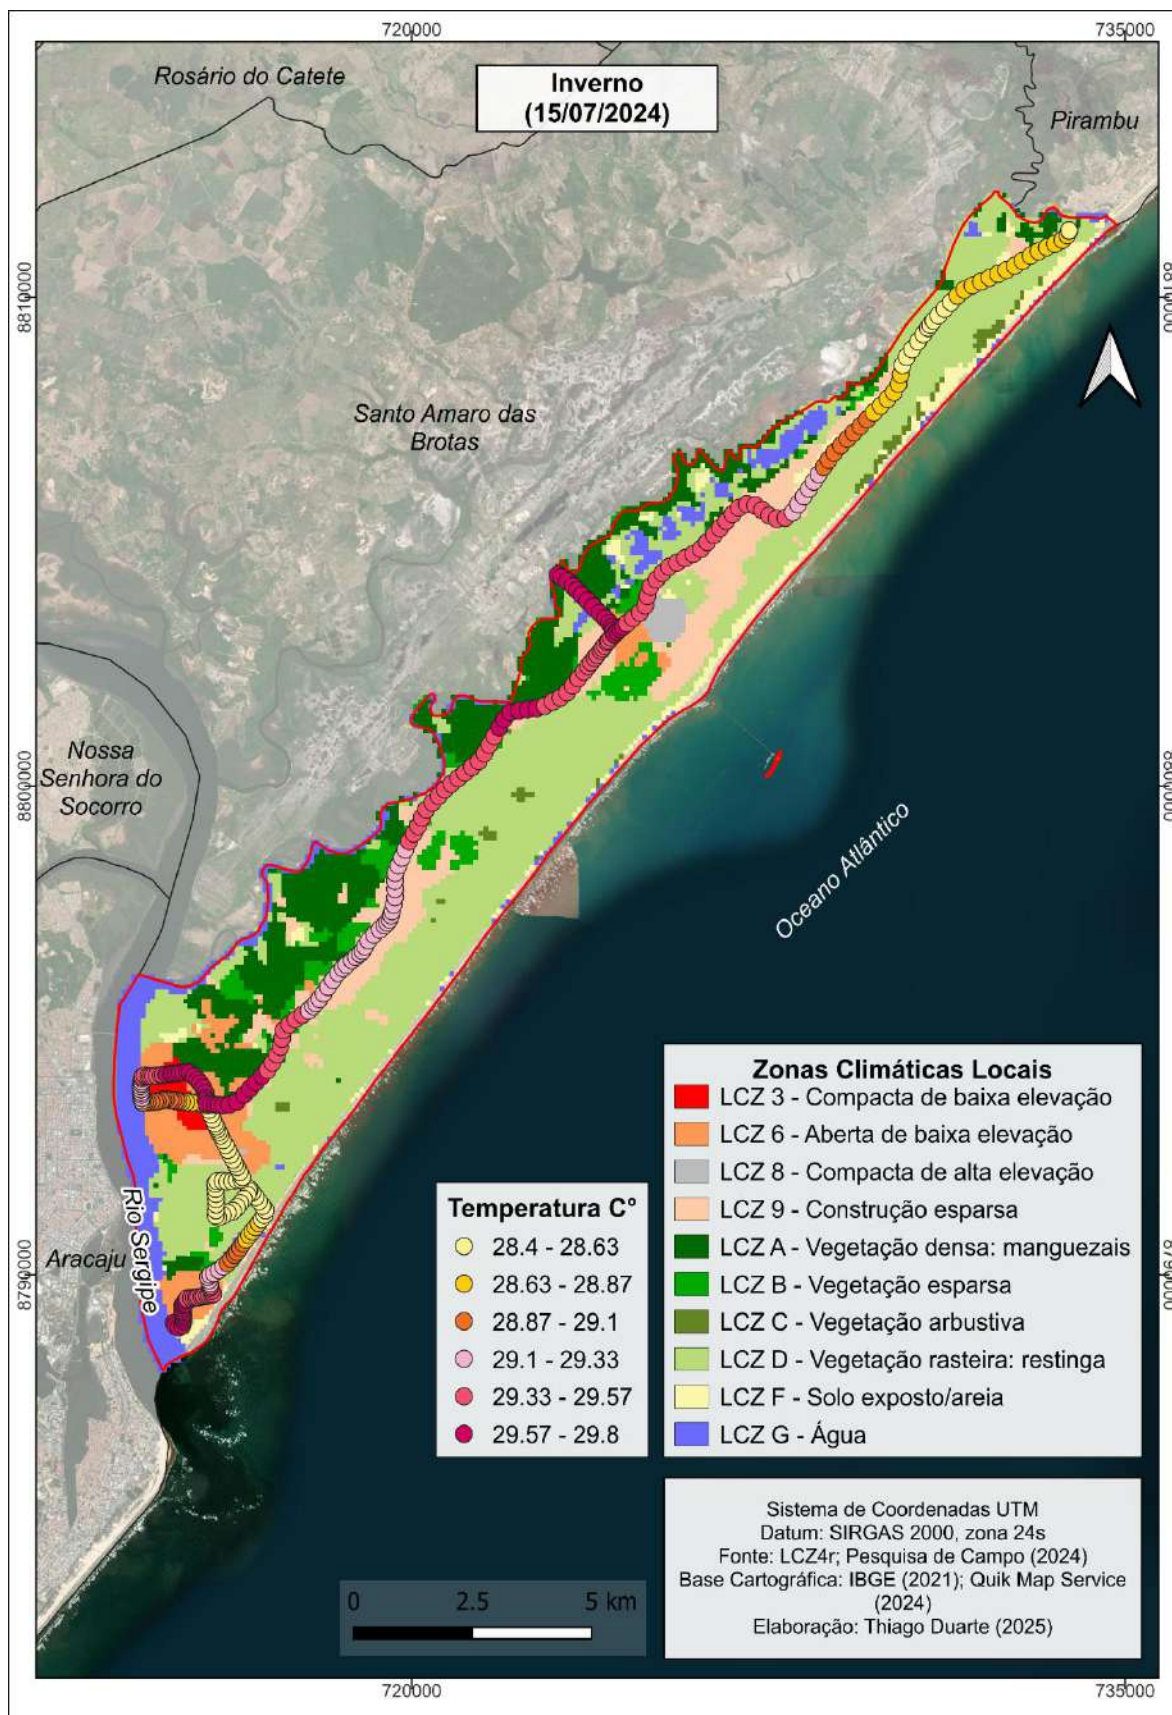 720000
735000
Rosário do Catete
Inverno
(15/07/2024)
Pirambu
8810000
8810000
Santo Amaro das
Brotas
Nossa
Senhora do
Socorro
8800000
8800000
Oceano Atlântico
Rio Sergipe
Aracaju
8790000
8790000
Temperatura C°
28.4 - 28.63
28.63 - 28.87
28.87 - 29.1
29.1 - 29.33
29.33 - 29.57
29.57 - 29.8
Zonas Climáticas Locais
LCZ 3 - Compacta de baixa elevação
LCZ 6 - Aberta de baixa elevação
LCZ 8 - Compacta de alta elevação
LCZ 9 - Construção esparsa
LCZ A - Vegetação densa: manguezais
LCZ B - Vegetação esparsa
LCZ C - Vegetação arbustiva
LCZ D - Vegetação rasteira: restinga
LCZ F - Solo exposto/areia
LCZ G - Água
Sistema de Coordenadas UTM
Datum: SIRGAS 2000, zona 24s
Fonte: LCZ4r; Pesquisa de Campo (2024)
Base Cartográfica: IBGE (2021); Quik Map Service
(2024)
Elaboração: Thiago Duarte (2025)
0 2.5 5 km
720000
735000